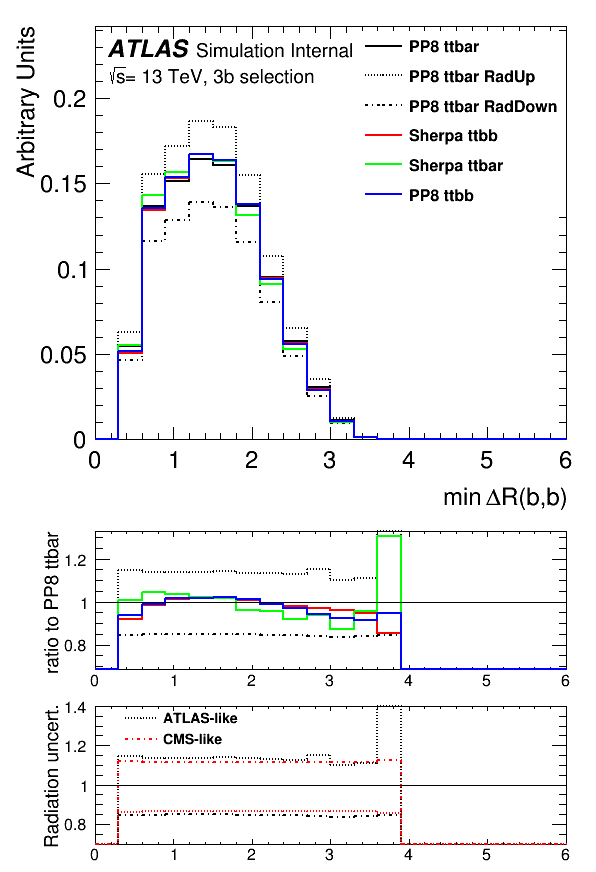 Arbitrary Units
ATLAS Simulation Internal
√s= 13 TeV, 3b selection
PP8 ttbar
PP8 ttbar RadUp
PP8 ttbar RadDown
Sherpa ttbb
Sherpa ttbar
PP8 ttbb
0.2
0.15
0.1
0.05
0
0 1 2 3 4 5 6
min ΔR(b,b)
ratio to PP8 ttbar
1.2
1
0.8
0 1 2 3 4 5 6
Radiation uncert.
ATLAS-like
CMS-like
1.4
1.2
1
0.8
0 1 2 3 4 5 6